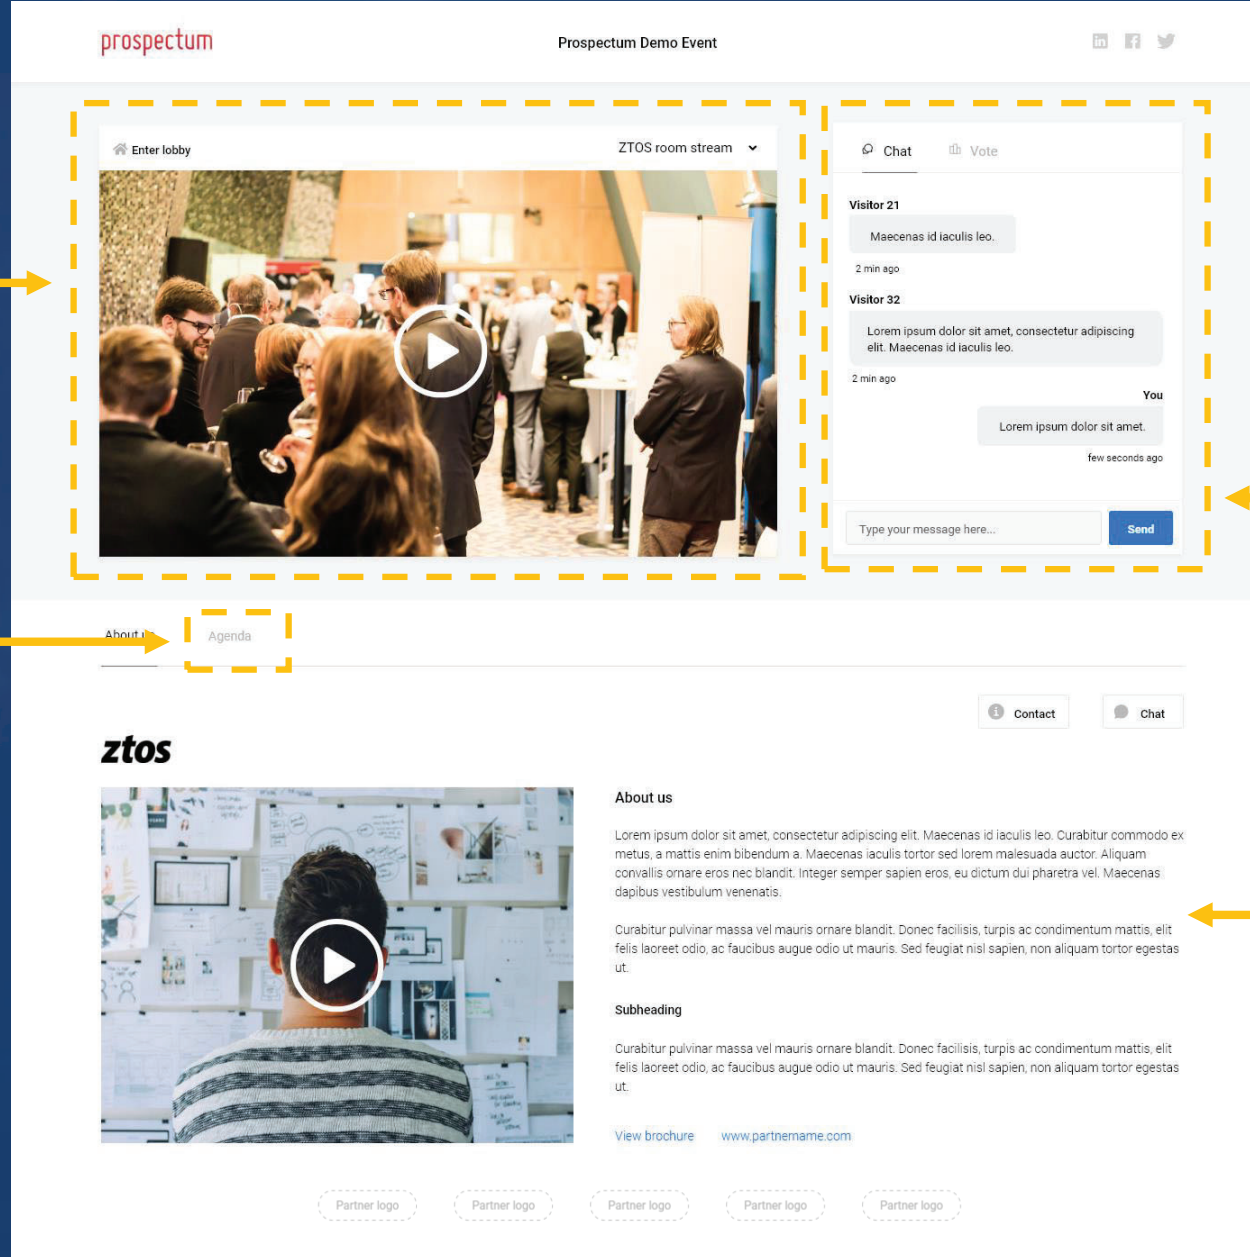 prospectum
Prospectum Demo Event
Enter lobby
ZTOS room stream
Chat
Vote
Visitor 21
Maecenas id iaculis leo.
2 min ago
Visitor 32
Lorem ipsum dolor sit amet, consectetur adipiscing
elit. Maecenas id iaculis leo.
2 min ago
You
Lorem ipsum dolor sit amet.
few seconds ago
Type your message here...
Send
About us
Agenda
Contact
Chat
ztos
About us
Lorem ipsum dolor sit amet, consectetur adipiscing elit. Maecenas id iaculis leo. Curabitur commodo ex
metus, a mattis enim bibendum a. Maecenas iaculis tortor sed lorem malesuada auctor. Aliquam
convallis ornare eros nec blandit. Integer semper sapien eros, eu dictum dui pharetra vel. Maecenas
dapibus vestibulum venenatis.
Curabitur pulvinar massa vel mauris ornare blandit. Donec facilisis, turpis ac condimentum mattis, elit
felis laoreet odio, ac faucibus augue odio ut mauris. Sed feugiat nisl sapien, non aliquam tortor egestas
ut.
Subheading
Curabitur pulvinar massa vel mauris ornare blandit. Donec facilisis, turpis ac condimentum mattis, elit
felis laoreet odio, ac faucibus augue odio ut mauris. Sed feugiat nisl sapien, non aliquam tortor egestas
ut.
View brochure
www.partnername.com
Partner logo
Partner logo
Partner logo
Partner logo
Partner logo